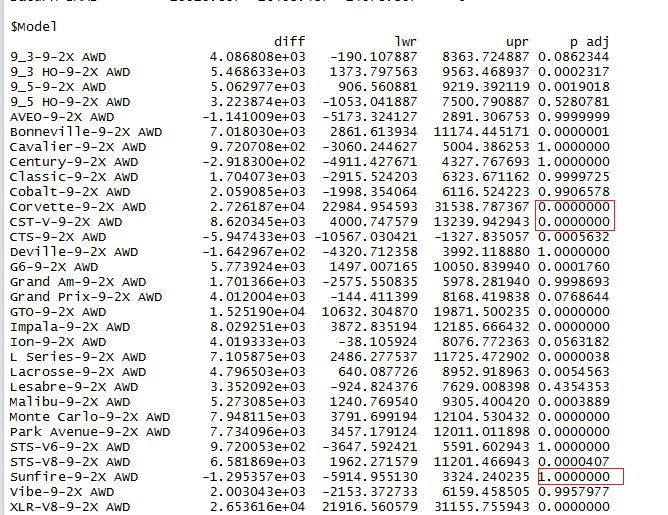 $Model
diff lwr upr p adj
9_3-9-2X AWD 4.086808e+03 -190.107887 8363.724887 0.0862344
9_3 HO-9-2X AWD 5.468633e+03 1373.797563 9563.468937 0.0002317
9_5-9-2X AWD 5.062977e+03 906.560881 9219.392119 0.0019018
9_5 HO-9-2X AWD 3.223874e+03 -1053.041887 7500.790887 0.5280781
AVEO-9-2X AWD -1.141009e+03 -5173.324127 2891.306753 0.9999999
Bonneville-9-2X AWD 7.018030e+03 2861.613934 11174.445171 0.0000001
Cavalier-9-2X AWD 9.720708e+02 -3060.244627 5004.386253 1.0000000
Century-9-2X AWD -2.918300e+02 -4911.427671 4327.767693 1.0000000
Classic-9-2X AWD 1.704073e+03 -2915.524203 6323.671162 0.9999725
Cobalt-9-2X AWD 2.059085e+03 -1998.354064 6116.524223 0.9906578
Corvette-9-2X AWD 2.726187e+04 22984.954593 31538.787367 0.0000000
CST-V-9-2X AWD 8.620345e+03 4000.747579 13239.942943 0.0000000
CTS-9-2X AWD -5.947433e+03 -10567.030421 -1327.835057 0.0005632
Deville-9-2X AWD -1.642967e+02 -4320.712358 3992.118880 1.0000000
G6-9-2X AWD 5.773924e+03 1497.007165 10050.839940 0.0001760
Grand Am-9-2X AWD 1.701366e+03 -2575.550835 5978.281940 0.9998693
Grand Prix-9-2X AWD 4.012004e+03 -144.411399 8168.419838 0.0768644
GTO-9-2X AWD 1.525190e+04 10632.304870 19871.500235 0.0000000
Impala-9-2X AWD 8.029251e+03 3872.835194 12185.666432 0.0000000
Ion-9-2X AWD 4.019333e+03 -38.105924 8076.772363 0.0563182
L Series-9-2X AWD 7.105875e+03 2486.277537 11725.472902 0.0000038
Lacrosse-9-2X AWD 4.796503e+03 640.087726 8952.918963 0.0054563
Lesabre-9-2X AWD 3.352092e+03 -924.824376 7629.008398 0.4354353
Malibu-9-2X AWD 5.273085e+03 1240.769540 9305.400420 0.0003889
Monte Carlo-9-2X AWD 7.948115e+03 3791.699194 12104.530432 0.0000000
Park Avenue-9-2X AWD 7.734096e+03 3457.179124 12011.011898 0.0000000
STS-V6-9-2X AWD 9.720053e+02 -3647.592421 5591.602943 1.0000000
STS-V8-9-2X AWD 6.581869e+03 1962.271579 11201.466943 0.0000407
Sunfire-9-2X AWD -1.295357e+03 -5914.955130 3324.240235 1.0000000
Vibe-9-2X AWD 2.003043e+03 -2153.372733 6159.458505 0.9957977
XLR-V8-9-2X AWD 2.653616e+04 21916.560579 31155.755943 0.0000000